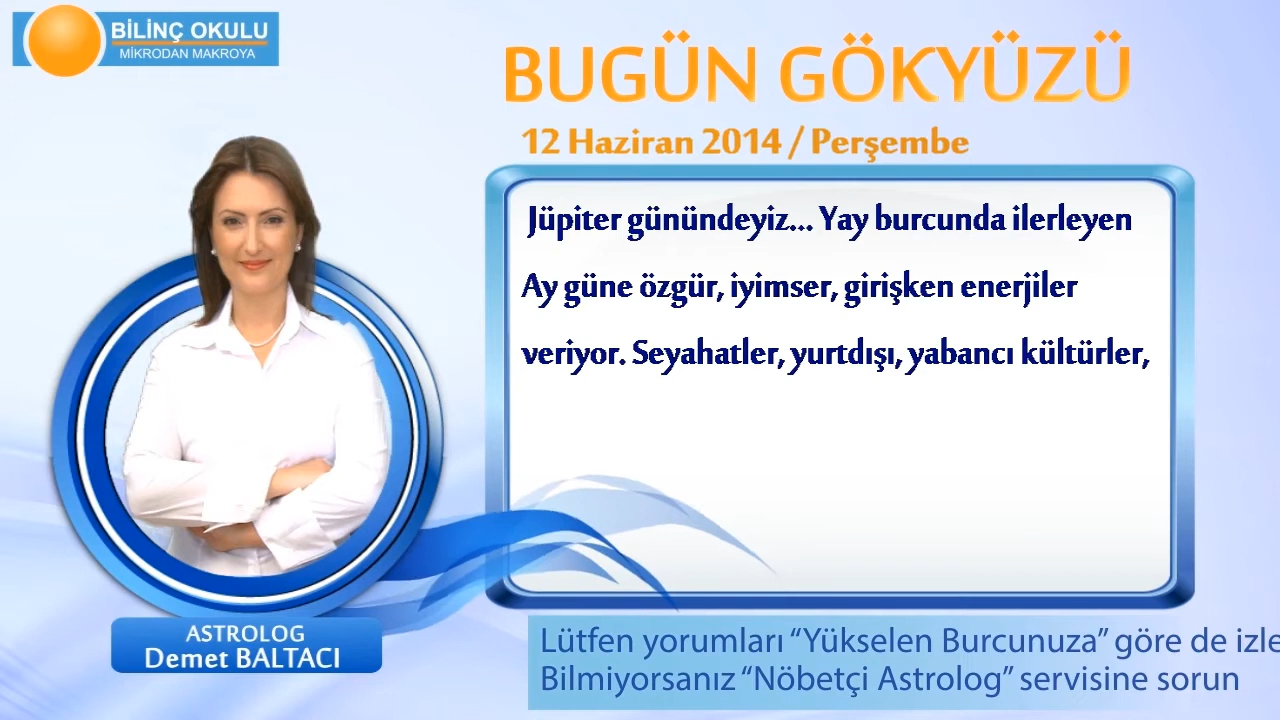 BİLİNÇ OKULU
MİKRODAN MAKROYA
BUGÜN GÖKYÜZÜ
12 Haziran 2014 / Perşembe
Jüpiter günündeyiz... Yay burcunda ilerleyen
Ay güne özgür, iyimser, girişken enerjiler
veriyor. Seyahatler, yurtdışı, yabancı kültürler,
ASTROLOG
Demet BALTACI
Lütfen yorumları “Yükselen Burcunuza” göre de izle
Bilmiyorsanız “Nöbetçi Astrolog” servisine sorun